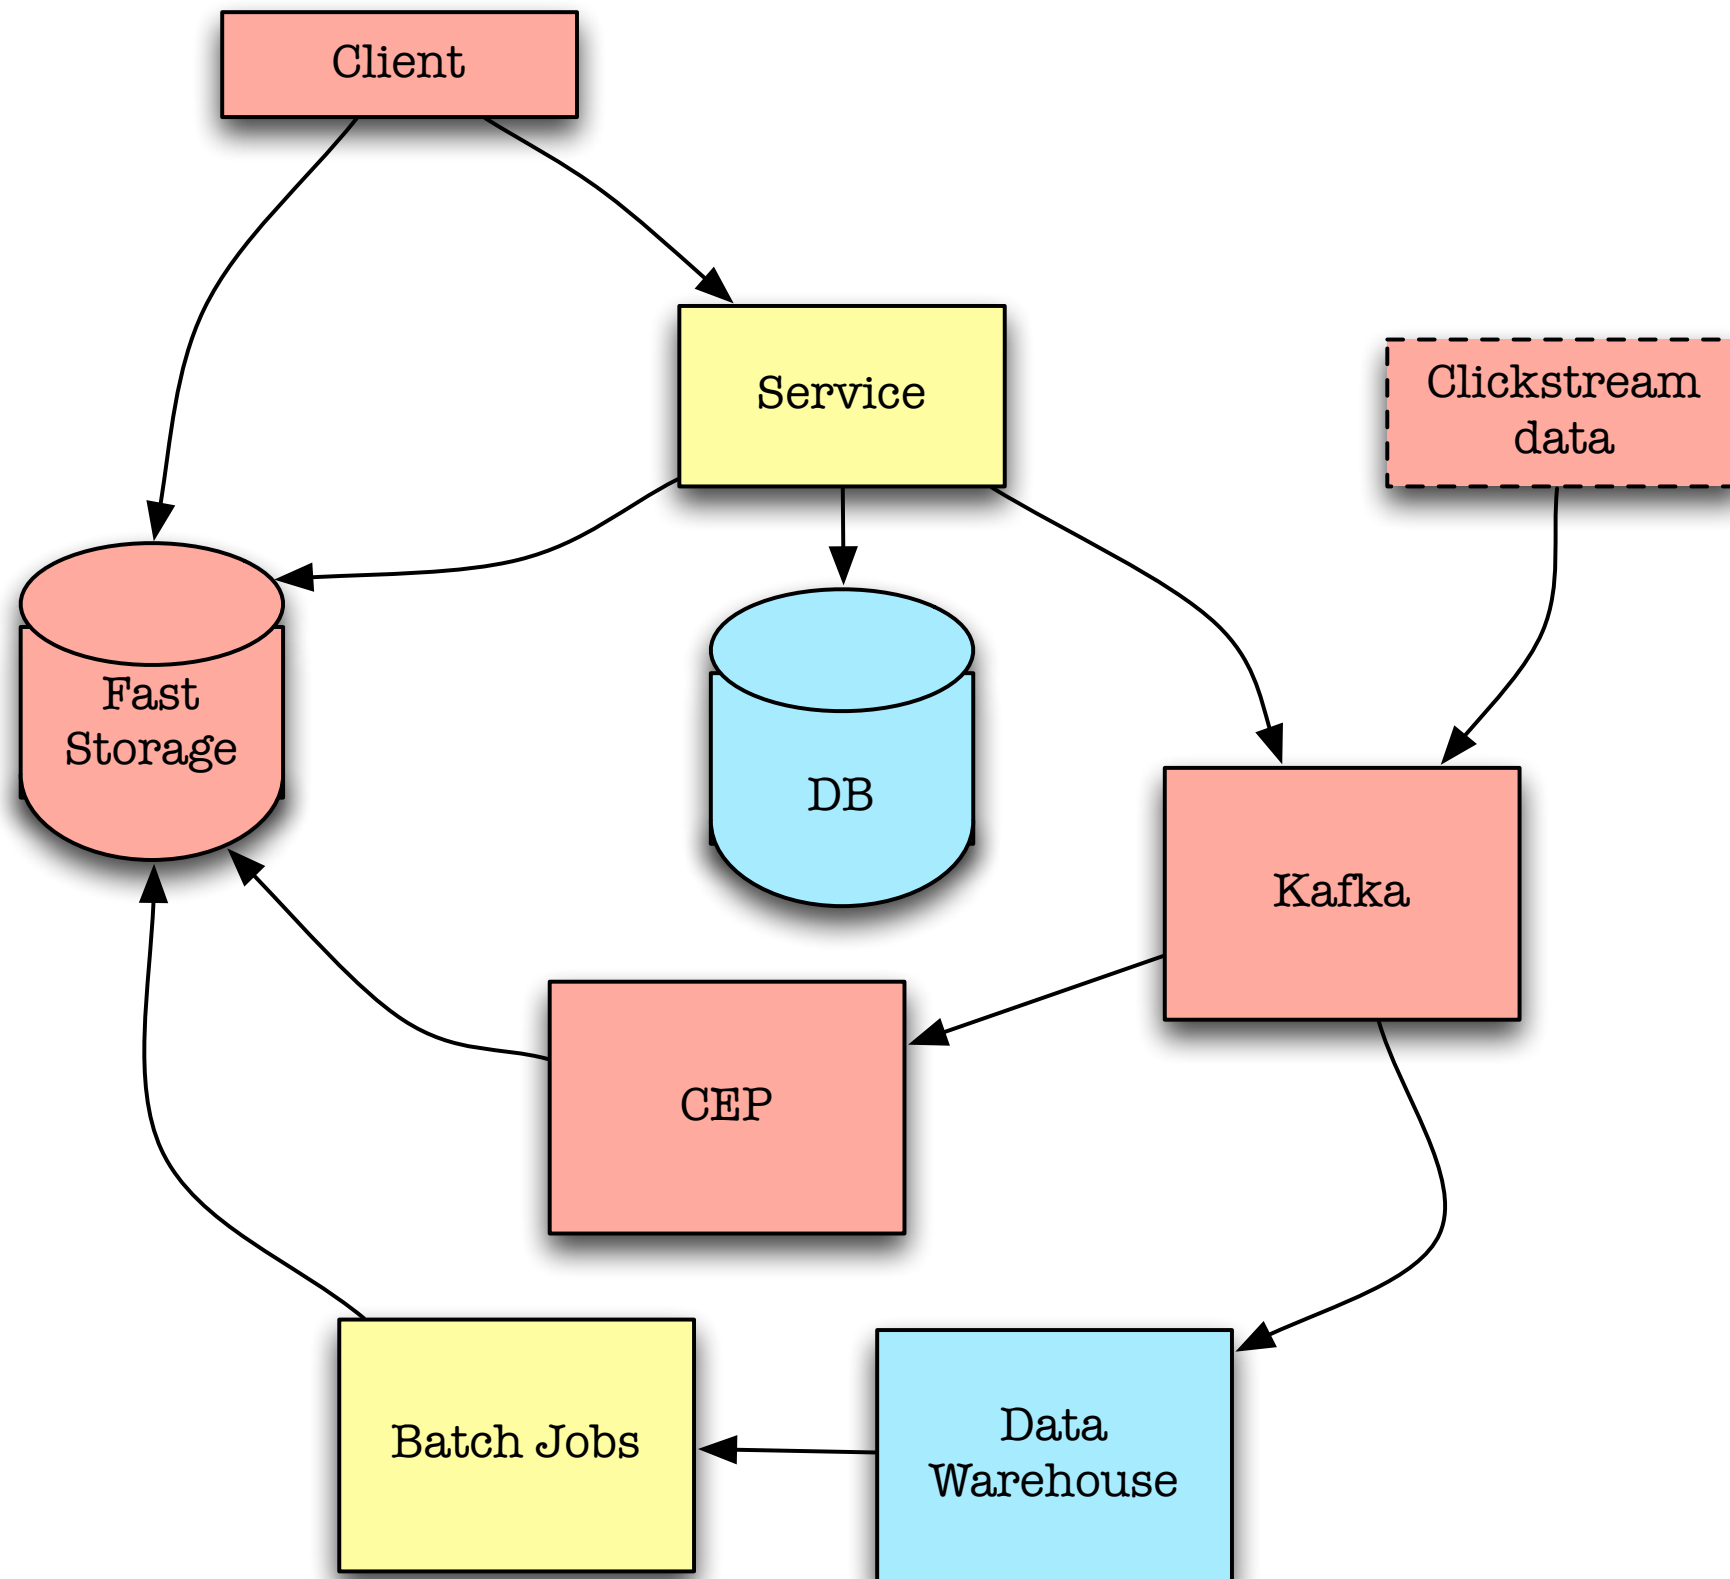 Client
Service
Clickstream
data
Fast
Storage
DB
Kafka
CEP
Batch Jobs
Data
Warehouse